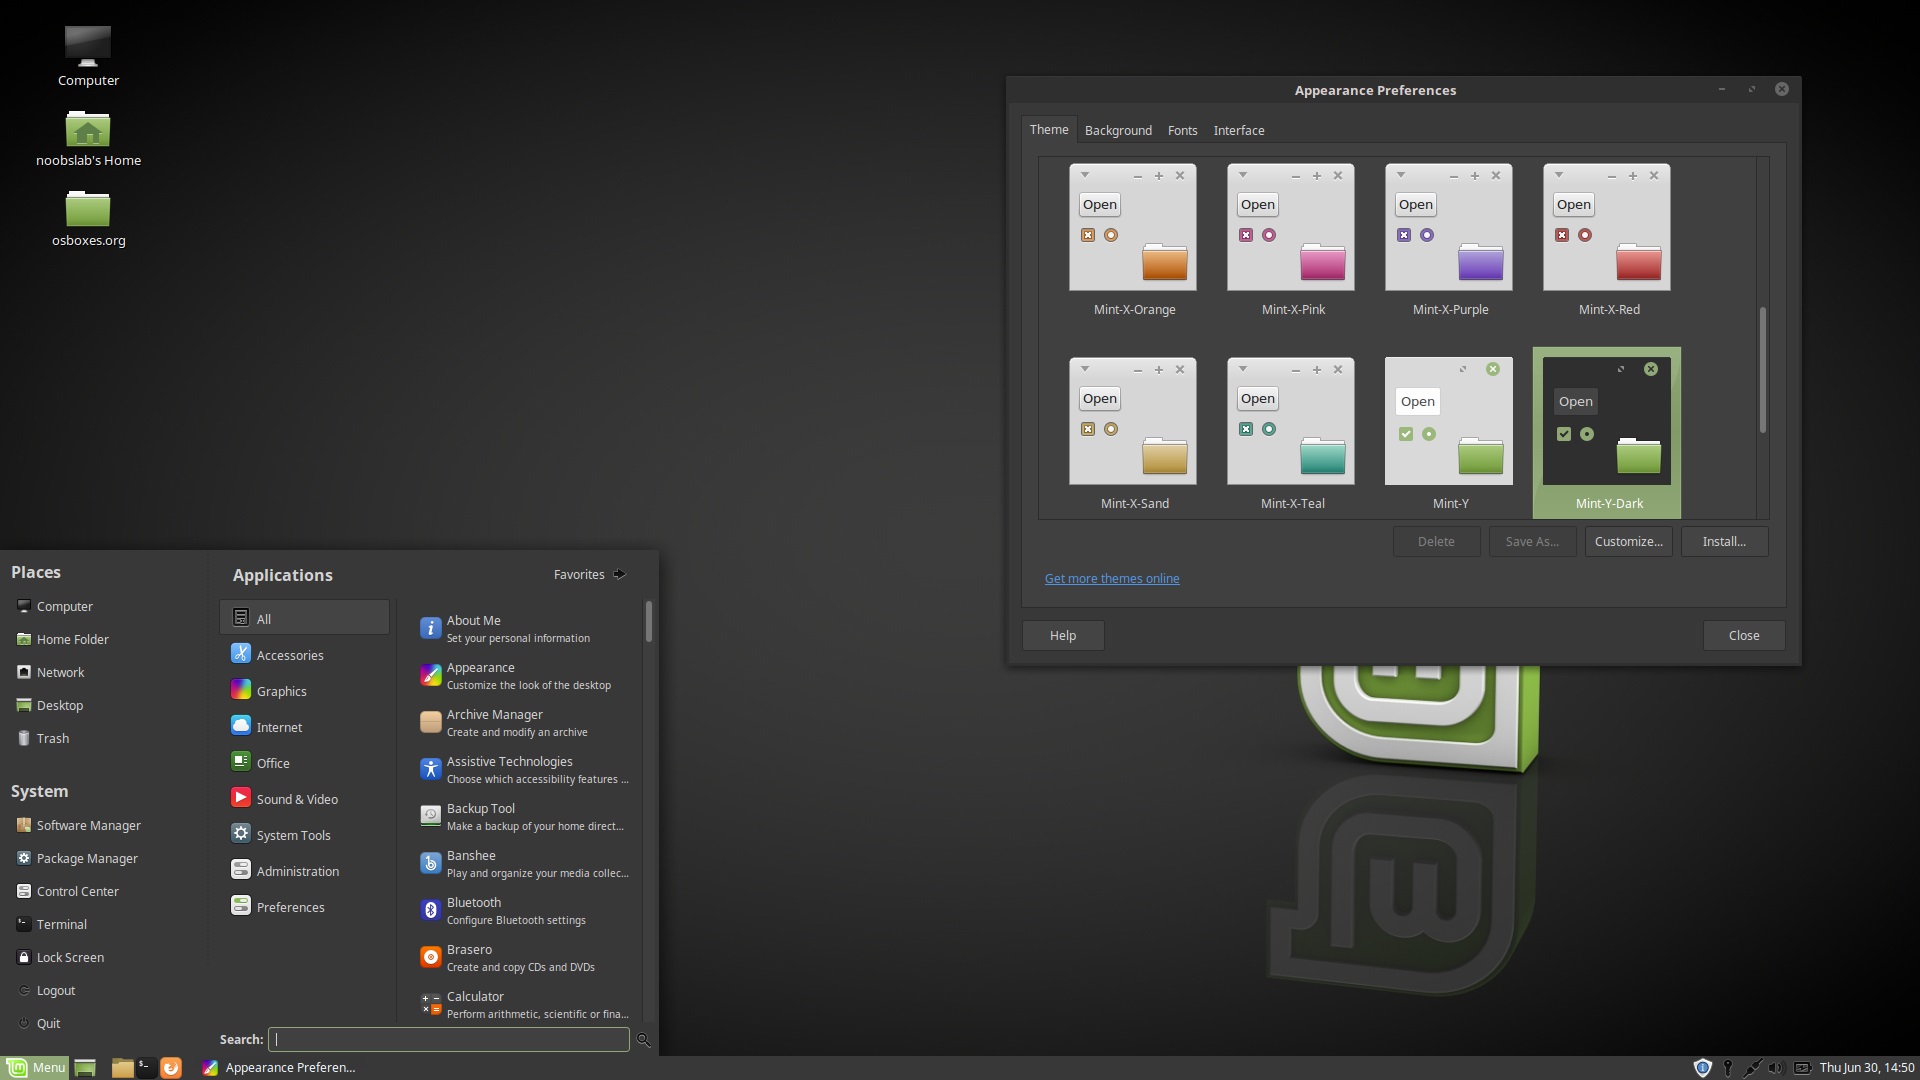 Computer
noobslab's Home
osboxes.org
Appearance Preferences
Theme Background Fonts Interface
Open Open Open Open
Mint-X-Orange Mint-X-Pink Mint-X-Purple Mint-X-Red
Open Open Open Open
Mint-X-Sand Mint-X-Teal Mint-Y Mint-Y-Dark
Delete Save As... Customize... Install...
Get more themes online
Help Close
Places
Computer
Home Folder
Network
Desktop
Trash
System
Software Manager
Package Manager
Control Center
Terminal
Lock Screen
Logout
Quit
Applications
Favorites
All
Accessories
Graphics
Internet
Office
Sound & Video
System Tools
Administration
Preferences
About Me
Set your personal information
Appearance
Customize the look of the desktop
Archive Manager
Create and modify an archive
Assistive Technologies
Choose which accessibility features ...
Backup Tool
Make a backup of your home direct...
Banshee
Play and organize your media collec...
Bluetooth
Configure Bluetooth settings
Brasero
Create and copy CDs and DVDs
Calculator
Perform arithmetic, scientific or fina...
Search:
Menu Appearance Preferen... Thu Jun 30, 14:50